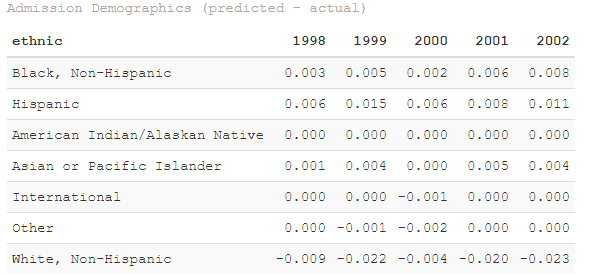 Admission Demographics (predicted - actual)
ethnic 1998 1999 2000 2001 2002
Black, Non-Hispanic 0.003 0.005 0.002 0.006 0.008
Hispanic 0.006 0.015 0.006 0.008 0.011
American Indian/Alaskan Native 0.000 0.000 0.000 0.000 0.000
Asian or Pacific Islander 0.001 0.004 0.000 0.005 0.004
International 0.000 0.000 -0.001 0.000 0.000
Other 0.000 -0.001 -0.002 0.000 0.000
White, Non-Hispanic -0.009 -0.022 -0.004 -0.020 -0.023